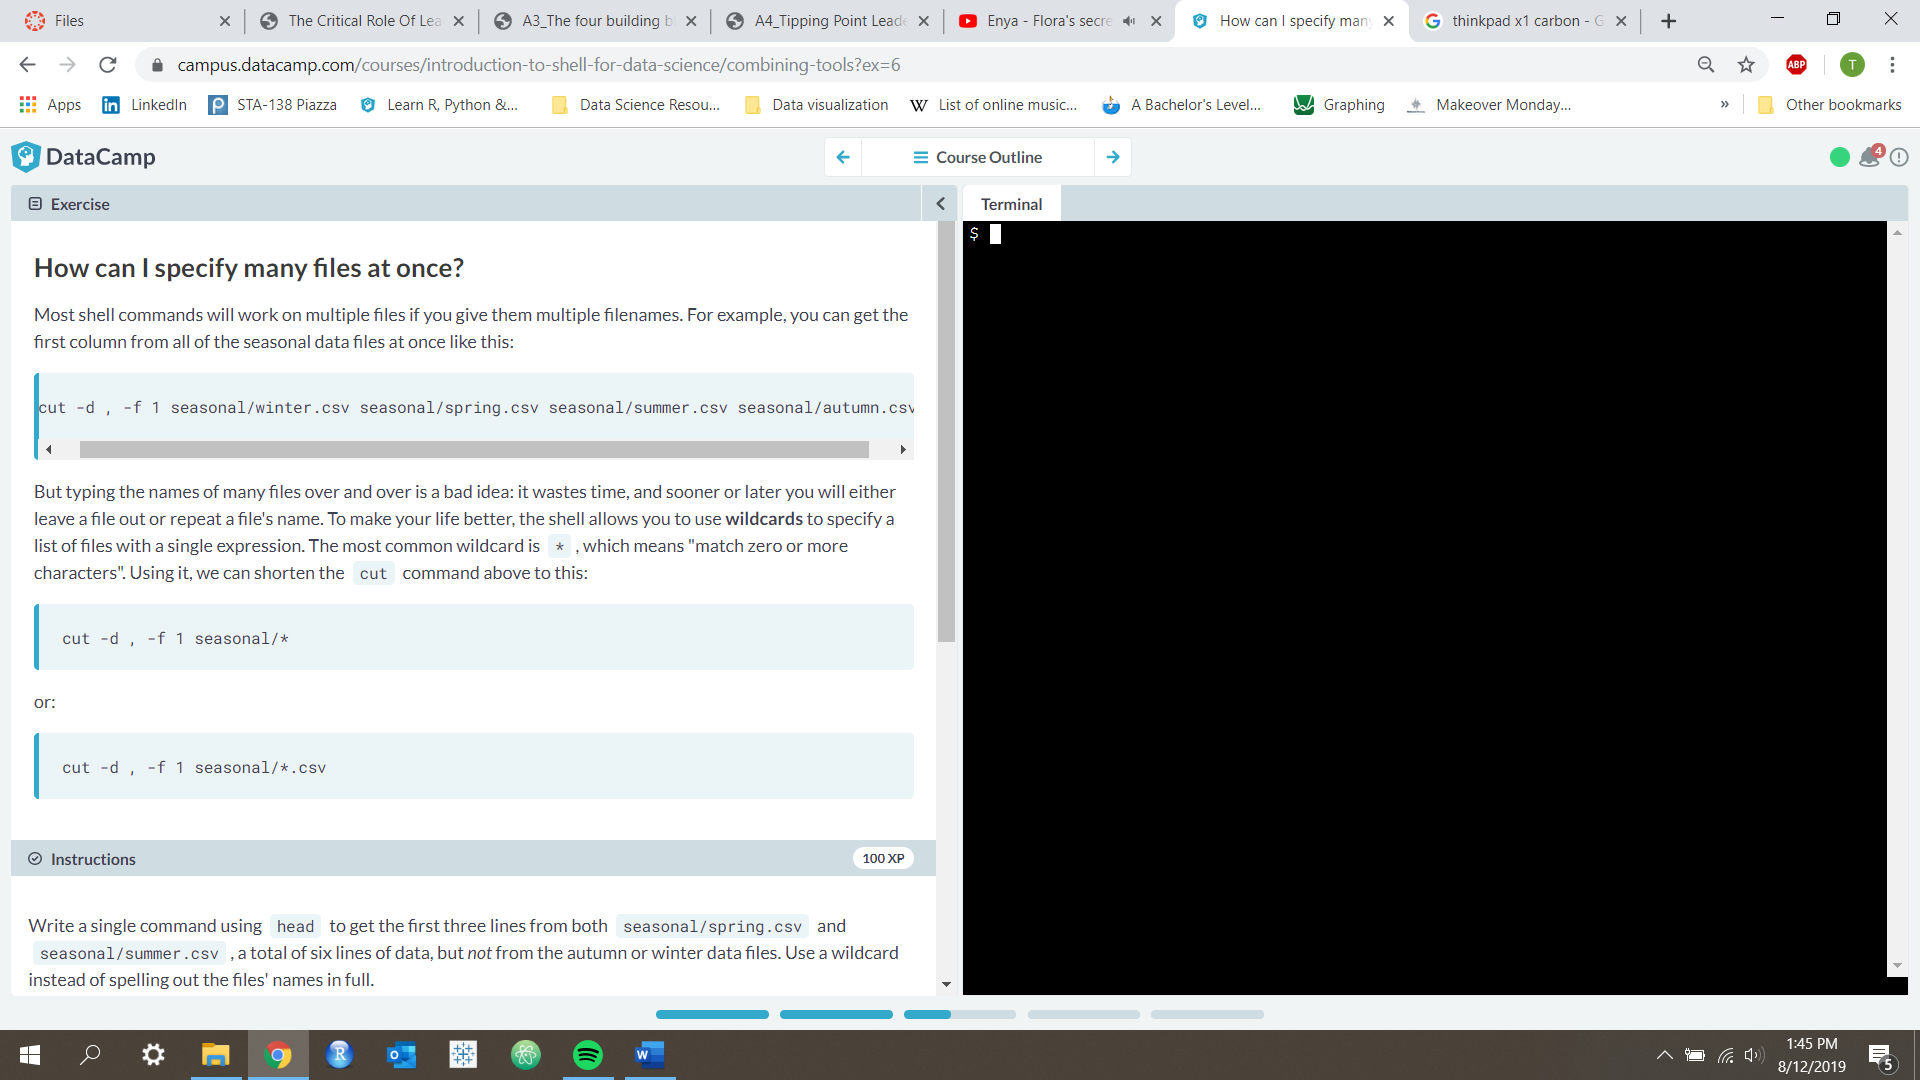 Files
The Critical Role Of Lea
A3_The four building b
A4_Tipping Point Leade
Enya - Flora's secre
How can I specify man
thinkpad x1 carbon - G
campus.datacamp.com/courses/introduction-to-shell-for-data-science/combining-tools?ex=6
ABP
T
Apps
LinkedIn
STA-138 Piazza
Learn R, Python &...
Data Science Resou...
Data visualization
List of online music...
A Bachelor's Level...
Graphing
Makeover Monday...
»
Other bookmarks
DataCamp
Course Outline
4
Exercise
Terminal
$
How can I specify many files at once?
Most shell commands will work on multiple files if you give them multiple filenames. For example, you can get the
first column from all of the seasonal data files at once like this:
cut -d , -f 1 seasonal/winter.csv seasonal/spring.csv seasonal/summer.csv seasonal/autumn.csv
But typing the names of many files over and over is a bad idea: it wastes time, and sooner or later you will either
leave a file out or repeat a file's name. To make your life better, the shell allows you to use wildcards to specify a
list of files with a single expression. The most common wildcard is * , which means "match zero or more
characters". Using it, we can shorten the cut command above to this:
cut -d , -f 1 seasonal/*
or:
cut -d , -f 1 seasonal/*.csv
Instructions
100 XP
Write a single command using head to get the first three lines from both seasonal/spring.csv and
seasonal/summer.csv , a total of six lines of data, but not from the autumn or winter data files. Use a wildcard
instead of spelling out the files' names in full.
1:45 PM
8/12/2019
5